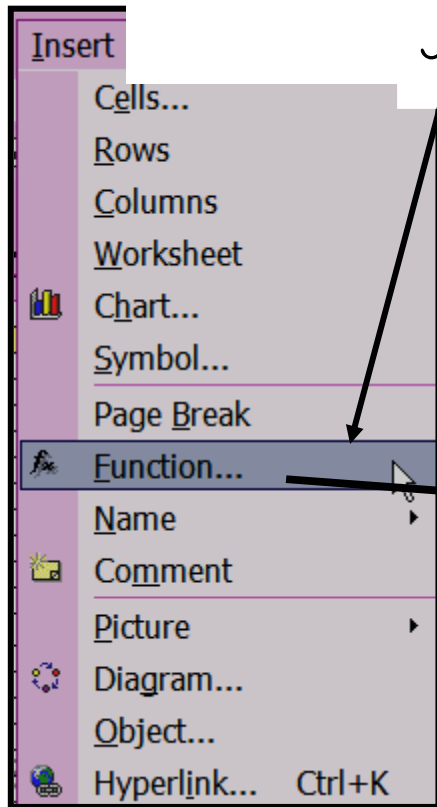 Insert
Cells...
Rows
Columns
Worksheet
Chart...
Symbol...
Page Break
Function...
Name
Comment
Picture
Diagram...
Object...
Hyperlink... Ctrl+K